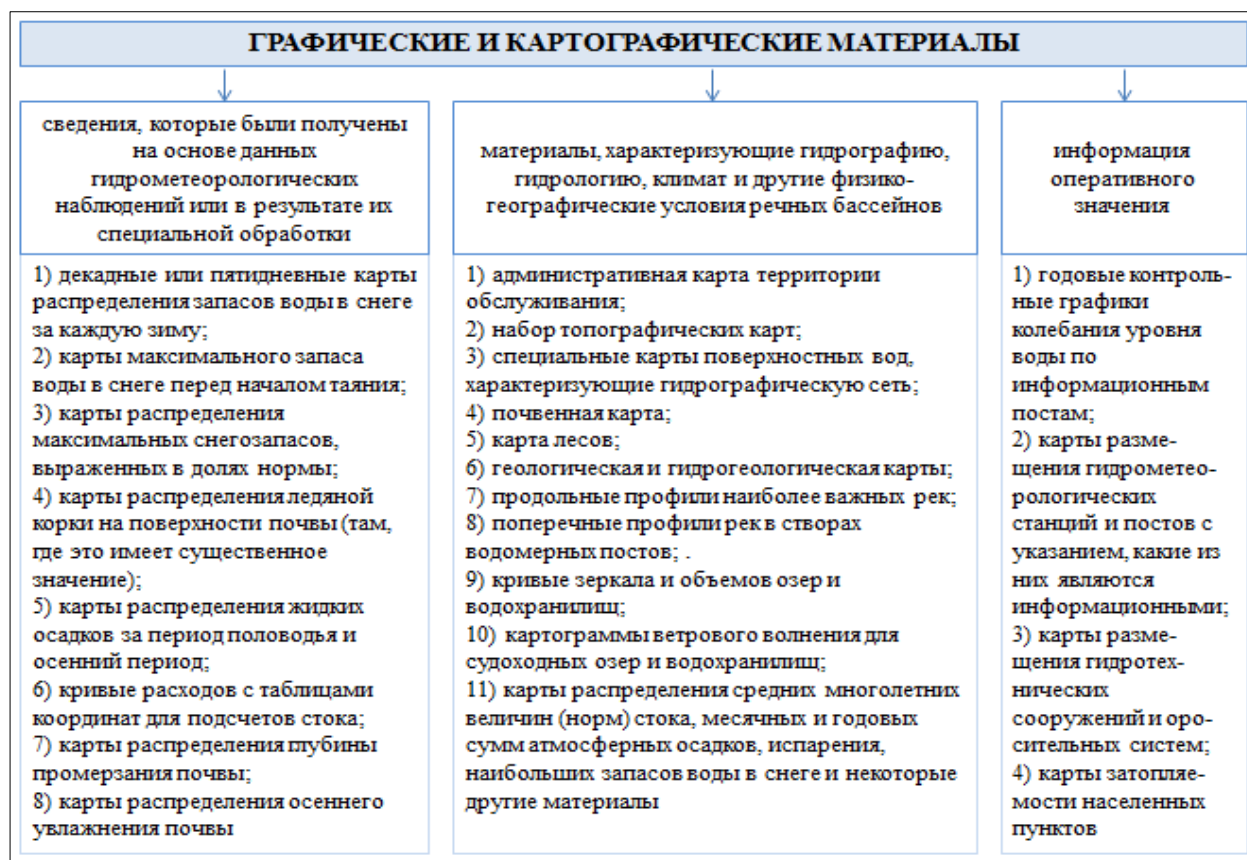 ГРАФИЧЕСКИЕ И КАРТОГРАФИЧЕСКИЕ МАТЕРИАЛЫ
сведения, которые были получены
на основе данных
гидрометеорологических
наблюдений или в результате их
специальной обработки
1) декадные или пятидневные карты
распределения запасов воды в снеге
за каждую зиму;
2) карты максимального запаса
воды в снеге перед началом таяния;
3) карты распределения
максимальных снегозапасов,
выраженных в долях нормы;
4) карты распределения ледяной
корки на поверхности почвы (там,
где это имеет существенное
значение);
5) карты распределения жидких
осадков за период половодья и
осенний период;
6) кривые расходов с таблицами
координат для подсчетов стока;
7) карты распределения глубины
промерзания почвы;
8) карты распределения осеннего
увлажнения почвы
материалы, характеризующие гидрографию,
гидрологию, климат и другие физико-
географические условия речных бассейнов
1) административная карта территории
обслуживания;
2) набор топографических карт;
3) специальные карты поверхностных вод,
характеризующие гидрографическую сеть;
4) почвенная карта;
5) карта лесов;
6) геологическая и гидрогеологическая карты;
7) продольные профили наиболее важных рек;
8) поперечные профили рек в створах
водомерных постов; .
9) кривые зеркала и объемов озер и
водохранилищ;
10) картограммы ветрового волнения для
судоходных озер и водохранилищ;
11) карты распределения средних многолетних
величин (норм) стока, месячных и годовых
сумм атмосферных осадков, испарения,
наибольших запасов воды в снеге и некоторые
другие материалы
информация
оперативного
значения
1) годовые контроль-
ные графики
колебания уровня
воды по
информационным
постам;
2) карты разме-
щения гидрометео-
рологических
станций и постов с
указанием, какие из
них являются
информационными;
3) карты разме-
щения гидротех-
нических
сооружений и оро-
сительных систем;
4) карты затопляе-
мости населенных
пунктов